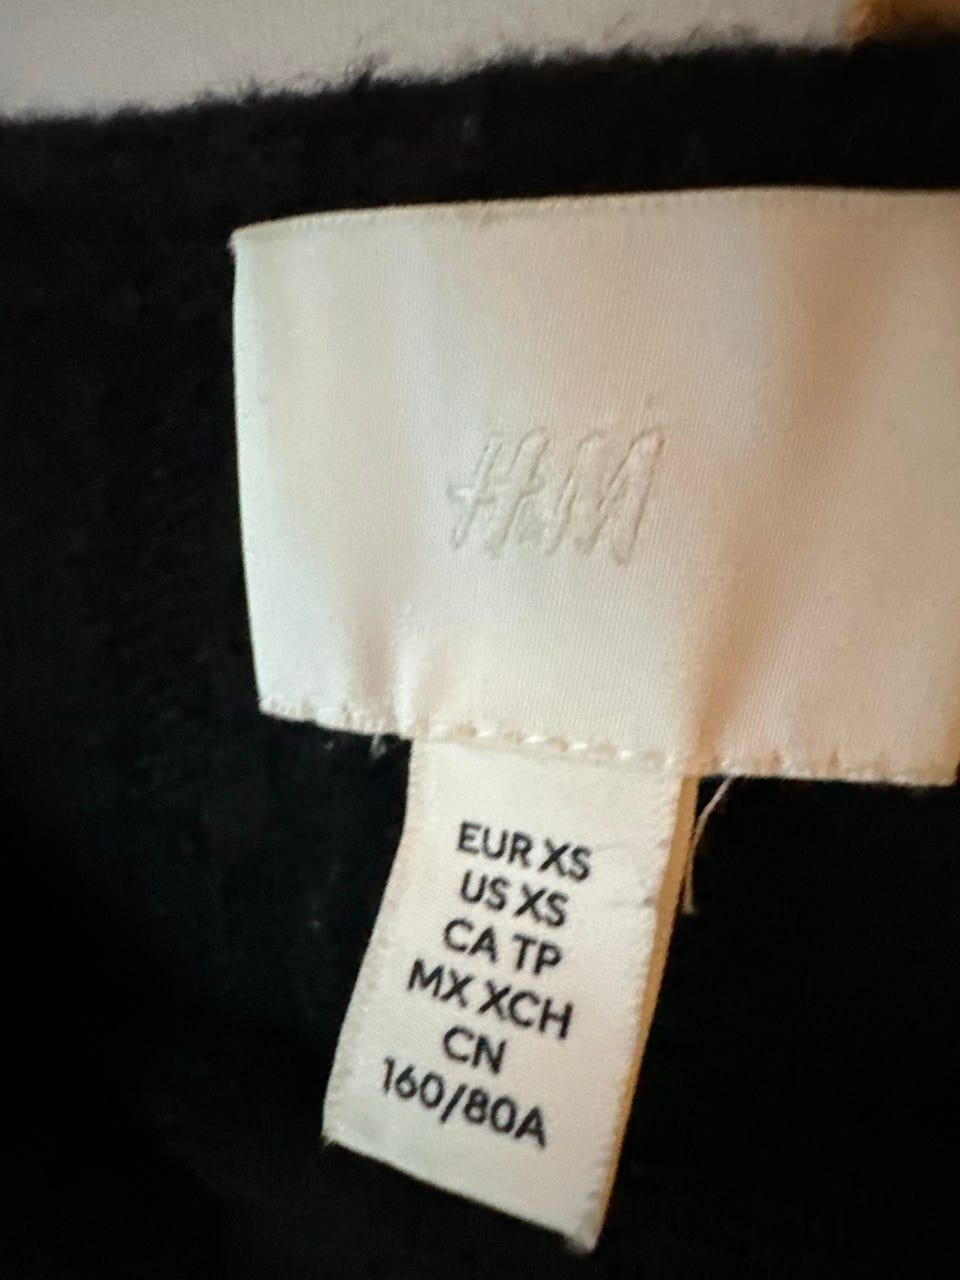 H&M
EUR XS
US XS
CA TP
MX XCH
CN
160/80A